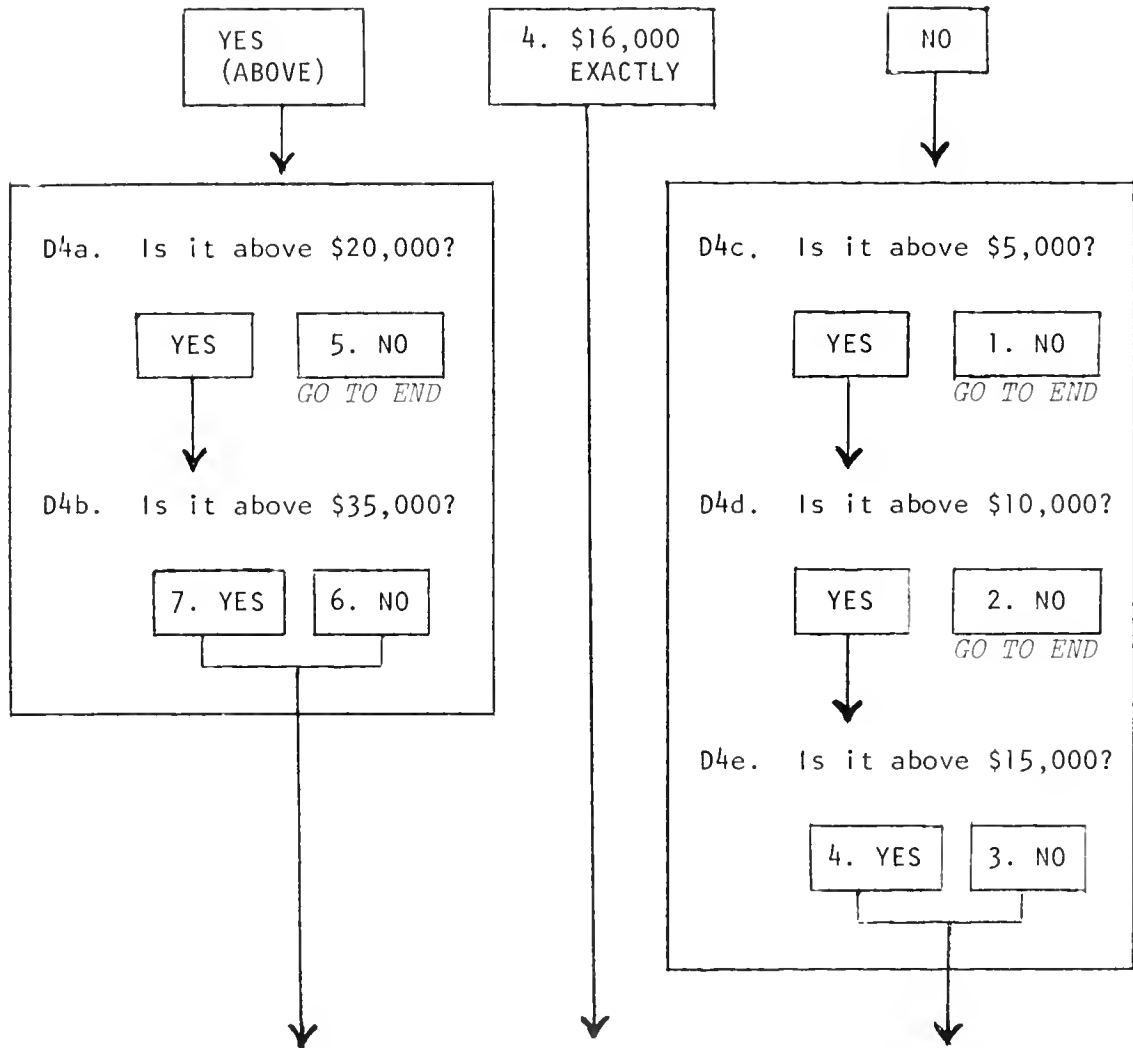 YES
(ABOVE)
4. $16,000
EXACTLY
NO
D4a. Is it above $20,000?
YES
5. NO
GO TO END
D4b. Is it above $35,000?
7. YES
6. NO
D4c. Is it above $5,000?
YES
1. NO
GO TO END
D4d. Is it above $10,000?
YES
2. NO
GO TO END
D4e. Is it above $15,000?
4. YES
3. NO